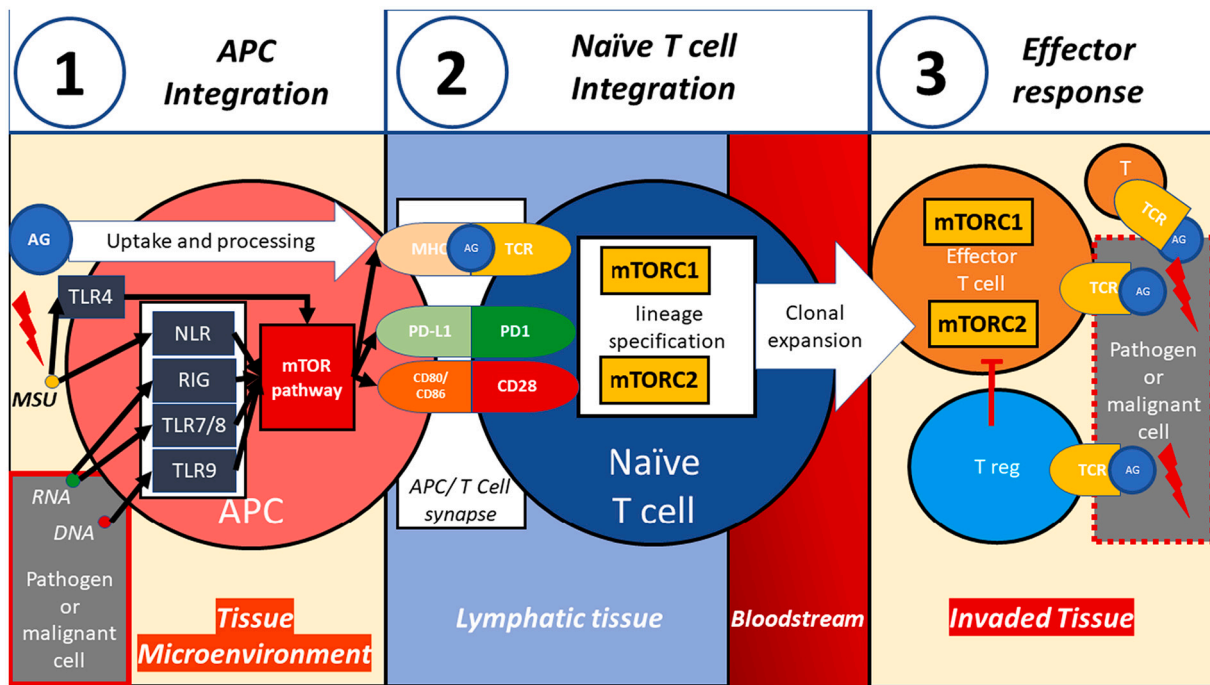 1
APC
Integration
2
Naïve T cell
Integration
3
Effector
response
AG
Uptake and processing
TLR4
NLR
RIG
TLR7/8
TLR9
mTOR
pathway
MSU
RNA
DNA
APC
Pathogen
or
malignant
cell
Tissue
Microenvironment
MHC
AG
TCR
PD-L1
PD1
CD80/
CD86
CD28
APC/ T Cell
synapse
mTORC1
lineage
specification
mTORC2
Naïve
T cell
Clonal
expansion
Lymphatic tissue
Bloodstream
mTORC1
Effector
T cell
mTORC2
T
TCR
AG
TCR
AG
Pathogen
or
malignant
cell
T reg
TCR
AG
Invaded Tissue